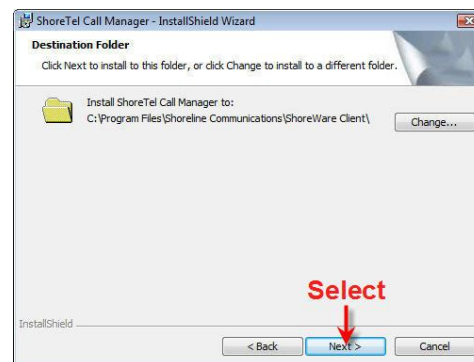 ShoreTel Call Manager - InstallShield Wizard
Destination Folder
Click Next to install to this folder, or click Change to install to a different folder.
Install ShoreTel Call Manager to:
C:\Program Files\Shoreline Communications\ShoreWare Client\
Change...
Select
InstallShield
< Back
Next >
Cancel